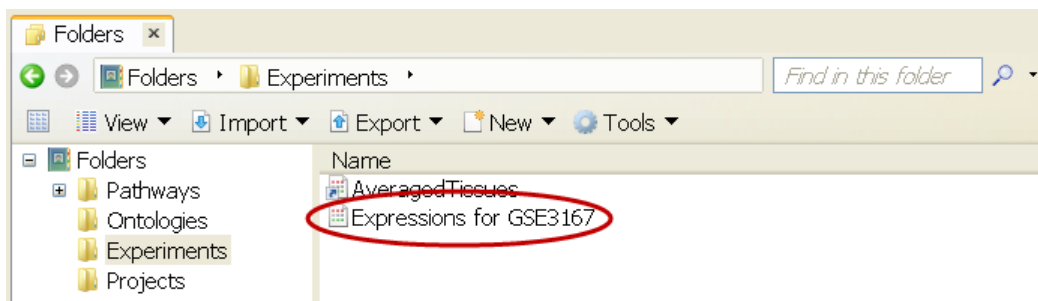 Folders
Folders Experiments Find in this folder
View Import Export New Tools
Folders Name
Pathways AveragedTissues
Ontologies Expressions for GSE3167
Experiments
Projects